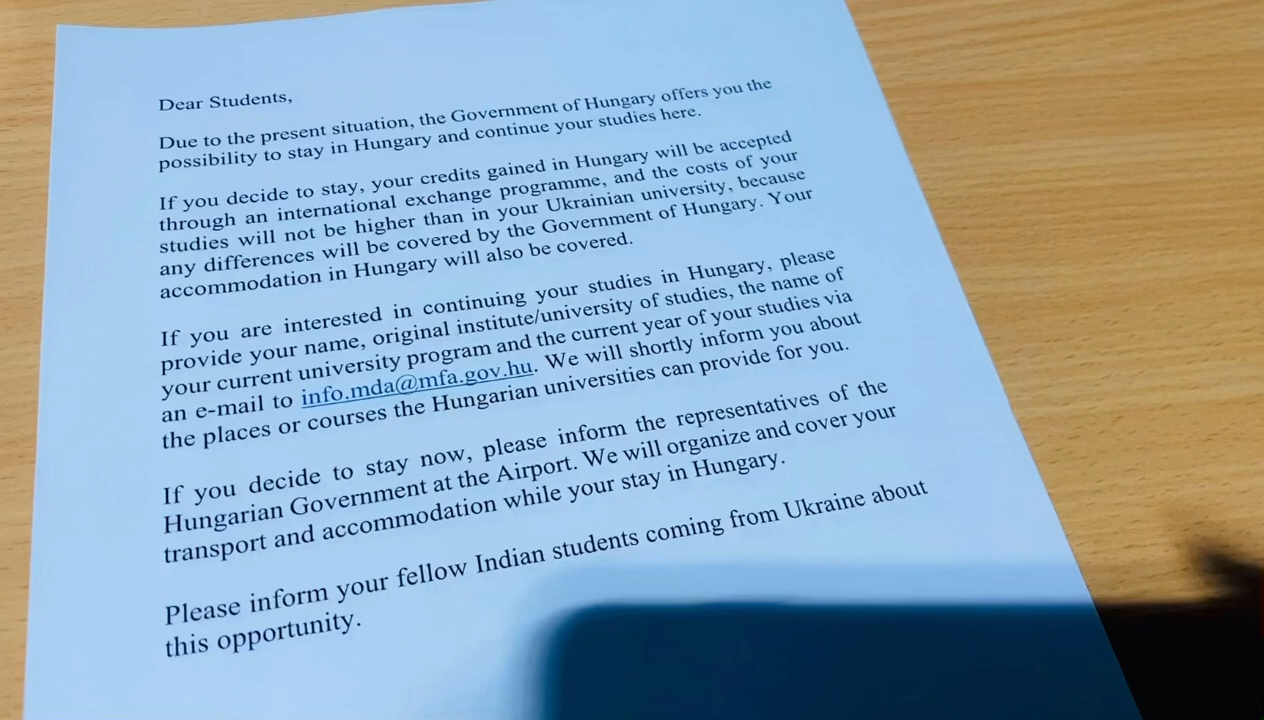 Dear Students,
Due to the present situation, the Government of Hungary offers you the
possibility to stay in Hungary and continue your studies here.
If you decide to stay, your credits gained in Hungary will be accepted
through an international exchange programme, and the costs of your
studies will not be higher than in your Ukrainian university, because
any differences will be covered by the Government of Hungary. Your
accommodation in Hungary will also be covered.
If you are interested in continuing your studies in Hungary, please
provide your name, original institute/university of studies, the name of
your current university program and the current year of your studies via
an e-mail to info.mda@mfa.gov.hu. We will shortly inform you about
the places or courses the Hungarian universities can provide for you.
If you decide to stay now, please inform the representatives of the
Hungarian Government at the Airport. We will organize and cover your
transport and accommodation while your stay in Hungary.
Please inform your fellow Indian students coming from Ukraine about
this opportunity.